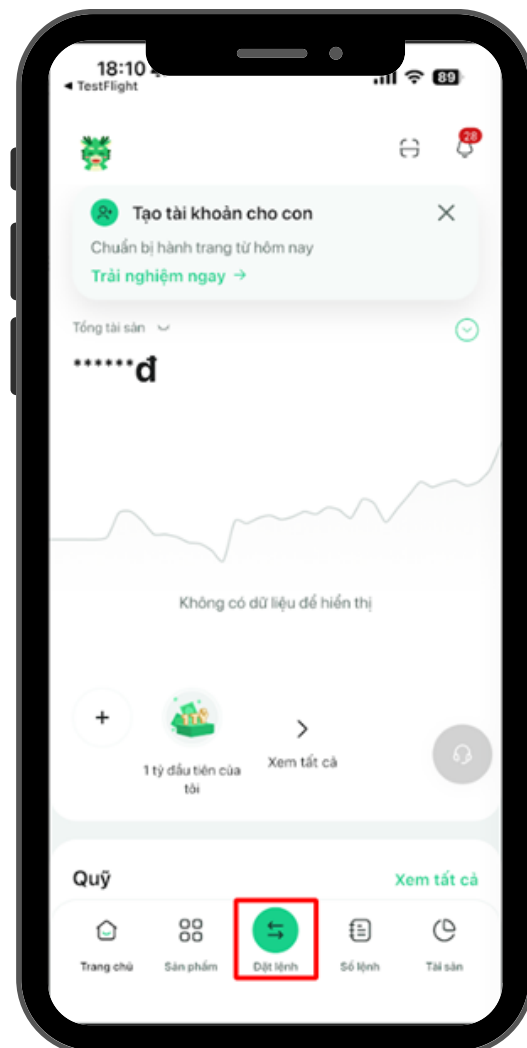 18:10
◄ TestFlight
89
28
Tạo tài khoản cho con
Chuẩn bị hành trang từ hôm nay
Trải nghiệm ngay →
Tổng tài sản
******đ
Không có dữ liệu để hiển thị
+
1 tỷ đầu tiên của
tôi
Xem tất cả
Quỹ
Xem tất cả
Trang chủ
Sản phẩm
Đặt lệnh
Sổ lệnh
Tài sản